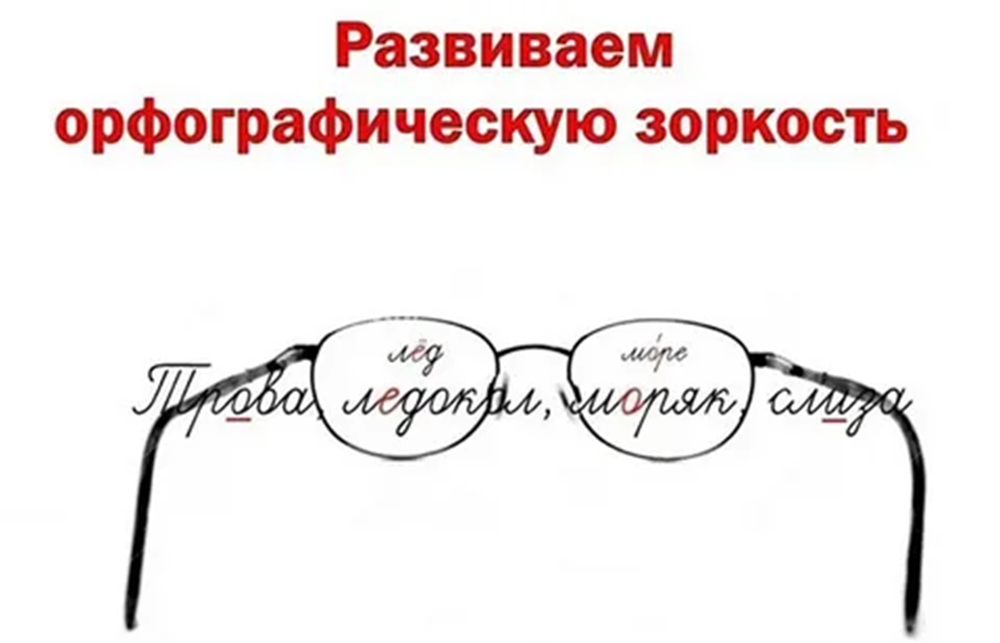 Развиваем
орфографическую зоркость
лёд
мо́ре
Трова, ледокол, моряк, слиза